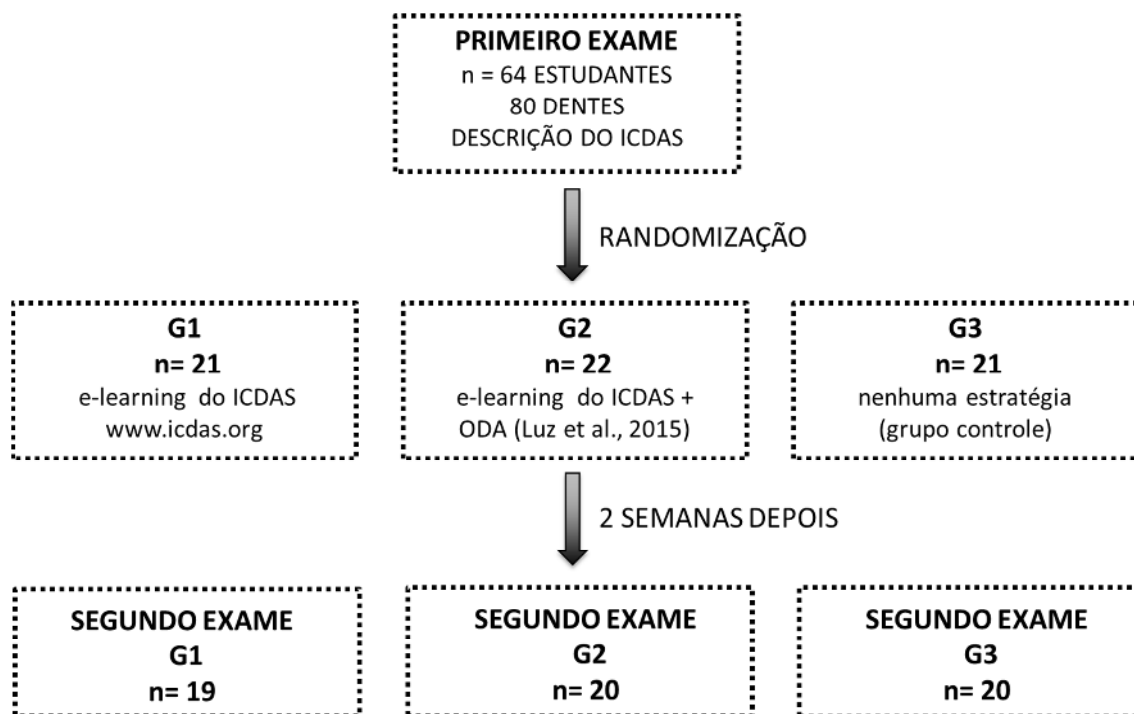 PRIMEIRO EXAME
n = 64 ESTUDANTES
80 DENTES
DESCRIÇÃO DO ICDAS
RANDOMIZAÇÃO
G1
n= 21
e-learning do ICDAS
www.icdas.org
G2
n= 22
e-learning do ICDAS +
ODA (Luz et al., 2015)
G3
n= 21
nenhuma estratégia
(grupo controle)
2 SEMANAS DEPOIS
SEGUNDO EXAME
G1
n= 19
SEGUNDO EXAME
G2
n= 20
SEGUNDO EXAME
G3
n= 20